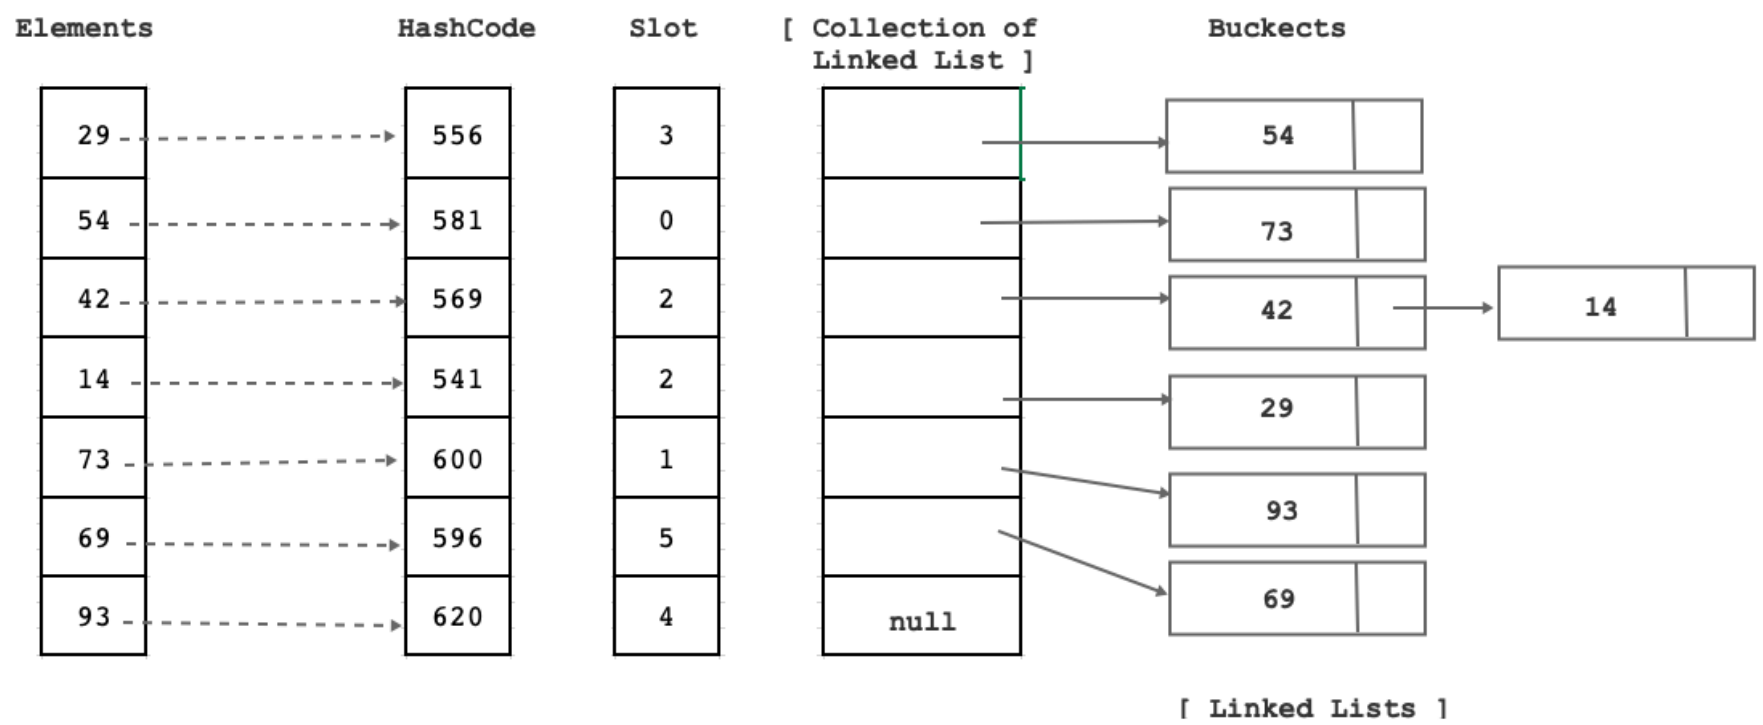 Elements HashCode Slot [ Collection of Buckects
Linked List ]
29 556 3 54
54 581 0 73
42 569 2 42 14
14 541 2 29
73 600 1 93
69 596 5 69
93 620 4 null
[ Linked Lists ]